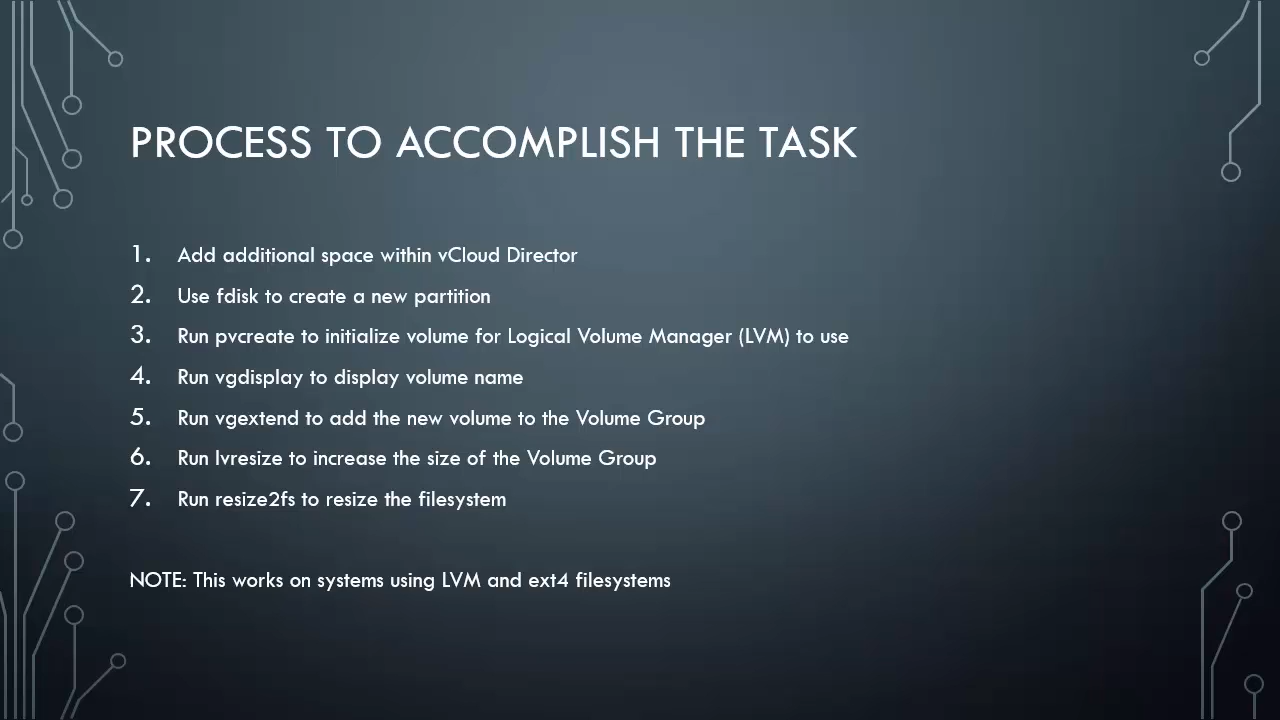 PROCESS TO ACCOMPLISH THE TASK
1. Add additional space within vCloud Director
2. Use fdisk to create a new partition
3. Run pvcreate to initialize volume for Logical Volume Manager (LVM) to use
4. Run vgdisplay to display volume name
5. Run vgextend to add the new volume to the Volume Group
6. Run lvresize to increase the size of the Volume Group
7. Run resize2fs to resize the filesystem
NOTE: This works on systems using LVM and ext4 filesystems